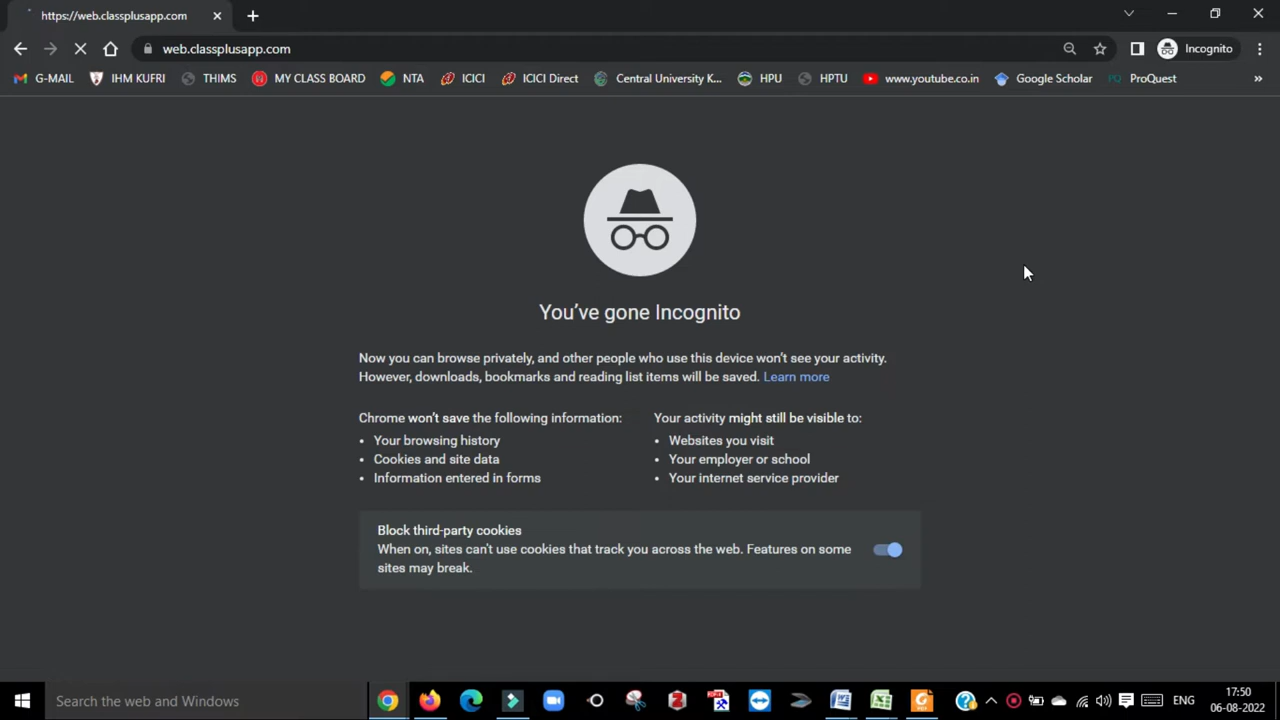 https://web.classplusapp.com
web.classplusapp.com
Incognito
G-MAIL IHM KUFRI THIMS MY CLASS BOARD NTA ICICI ICICI Direct Central University K... HPU HPTU www.youtube.co.in Google Scholar PQ ProQuest »
You've gone Incognito
Now you can browse privately, and other people who use this device won't see your activity.
However, downloads, bookmarks and reading list items will be saved. Learn more
Chrome won't save the following information:
• Your browsing history
• Cookies and site data
• Information entered in forms
Your activity might still be visible to:
• Websites you visit
• Your employer or school
• Your internet service provider
Block third-party cookies
When on, sites can't use cookies that track you across the web. Features on some
sites may break.
Search the web and Windows
ENG
17:50
06-08-2022